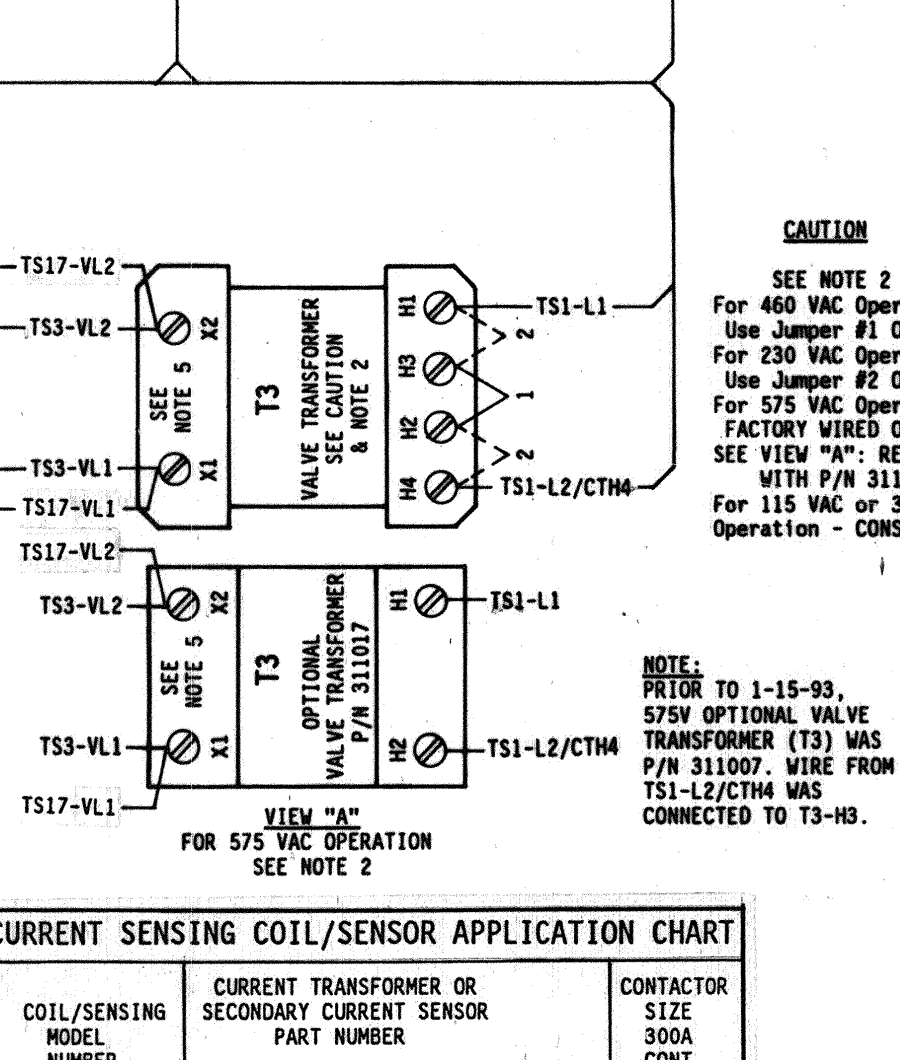 TS17-VL2
TS3-VL2
X2
SEE
NOTE 5
TS3-VL1
X1
TS17-VL1
T3
VALVE TRANSFORMER
SEE CAUTION
& NOTE 2
H1
H3
H2
H4
2
1
2
TS1-L1
TS1-L2/CTH4
CAUTION
SEE NOTE 2
For 460 VAC Oper
Use Jumper #1 O
For 230 VAC Oper
Use Jumper #2 O
For 575 VAC Oper
FACTORY WIRED O
SEE VIEW "A": RE
WITH P/N 311
For 115 VAC or 3
Operation - CONS
TS17-VL2
TS3-VL2
X2
SEE
NOTE 5
TS3-VL1
X1
TS17-VL1
T3
OPTIONAL
VALVE TRANSFORMER
P/N 311017
H1
H2
TS1-L1
TS1-L2/CTH4
VIEW "A"
FOR 575 VAC OPERATION
SEE NOTE 2
NOTE:
PRIOR TO 1-15-93,
575V OPTIONAL VALVE
TRANSFORMER (T3) WAS
P/N 311007. WIRE FROM
TS1-L2/CTH4 WAS
CONNECTED TO T3-H3.
CURRENT SENSING COIL/SENSOR APPLICATION CHART
COIL/SENSING
MODEL
NUMBER
CURRENT TRANSFORMER OR
SECONDARY CURRENT SENSOR
PART NUMBER
CONTACTOR
SIZE
300A
CONT